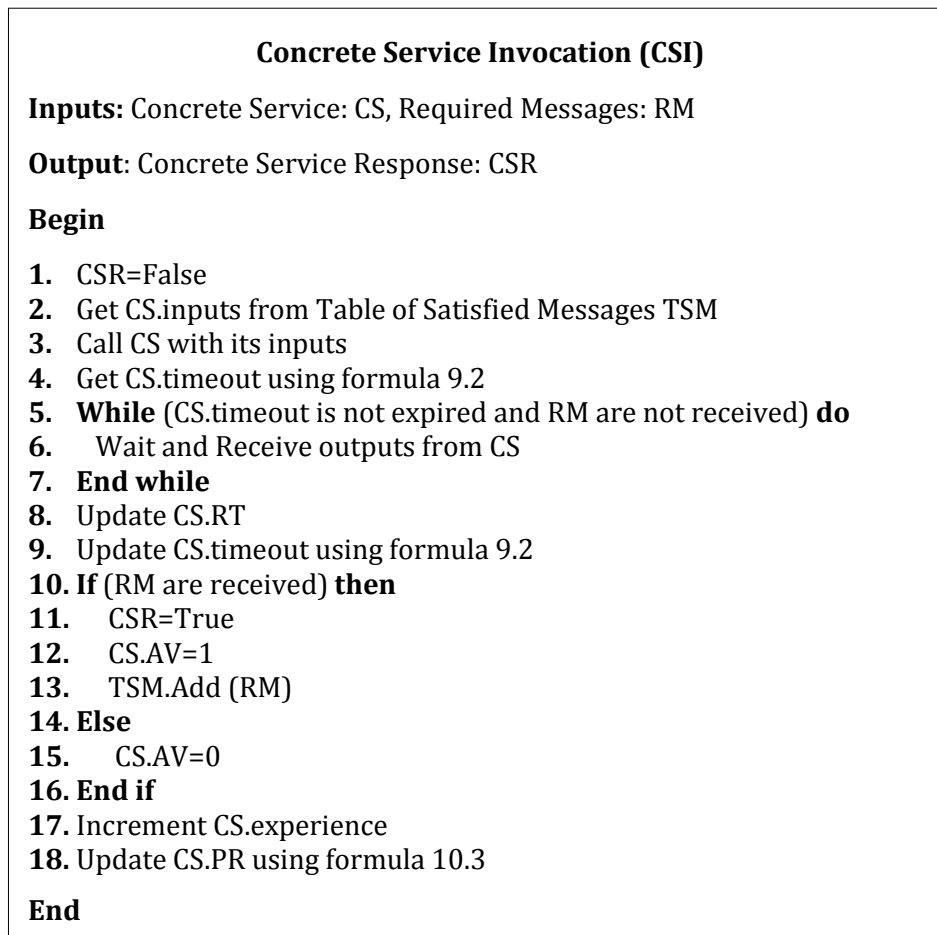 Concrete Service Invocation (CSI)
Inputs: Concrete Service: CS, Required Messages: RM
Output: Concrete Service Response: CSR
Begin
1. CSR=False
2. Get CS.inputs from Table of Satisfied Messages TSM
3. Call CS with its inputs
4. Get CS.timeout using formula 9.2
5. While (CS.timeout is not expired and RM are not received) do
6. Wait and Receive outputs from CS
7. End while
8. Update CS.RT
9. Update CS.timeout using formula 9.2
10. If (RM are received) then
11. CSR=True
12. CS.AV=1
13. TSM.Add (RM)
14. Else
15. CS.AV=0
16. End if
17. Increment CS.experience
18. Update CS.PR using formula 10.3
End